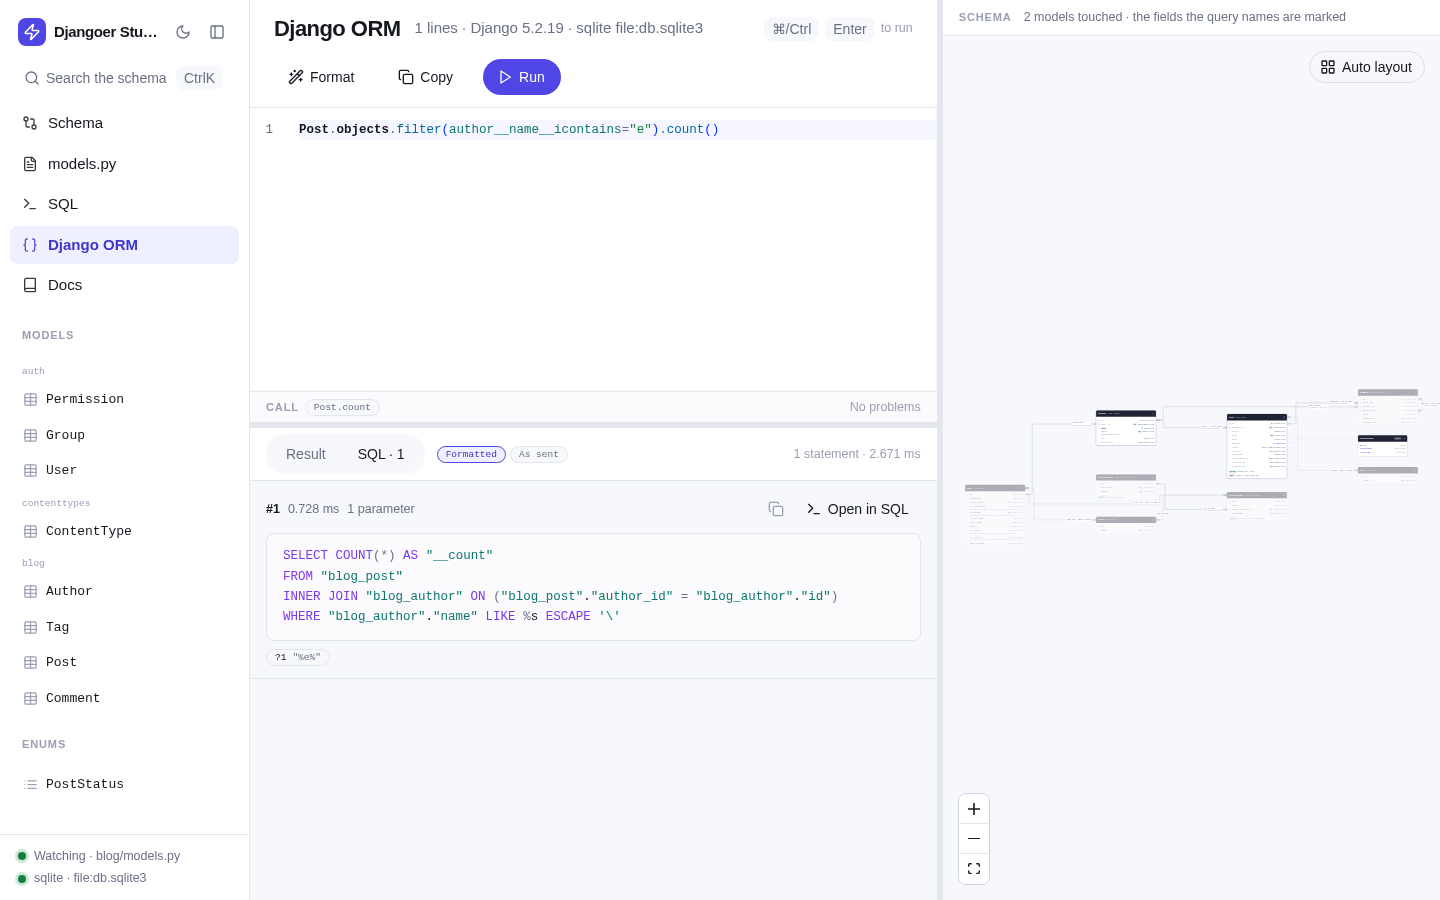 Djangoer Stu…
Search the schema CtrlK
Schema
models.py
SQL
Django ORM
Docs
MODELS
auth
Permission
Group
User
contenttypes
ContentType
blog
Author
Tag
Post
Comment
ENUMS
PostStatus
Watching · blog/models.py
sqlite · file:db.sqlite3
Django ORM 1 lines · Django 5.2.19 · sqlite file:db.sqlite3 ⌘/Ctrl Enter to run
Format Copy Run
1 Post.objects.filter(author__name__icontains="e").count()
CALL Post.count No problems
Result SQL · 1 Formatted As sent 1 statement · 2.671 ms
#1 0.728 ms 1 parameter Open in SQL
SELECT COUNT(*) AS "__count"
FROM "blog_post"
INNER JOIN "blog_author" ON ("blog_post"."author_id" = "blog_author"."id")
WHERE "blog_author"."name" LIKE %s ESCAPE '\'
?1 "%e%"
SCHEMA 2 models touched · the fields the query names are marked
Auto layout